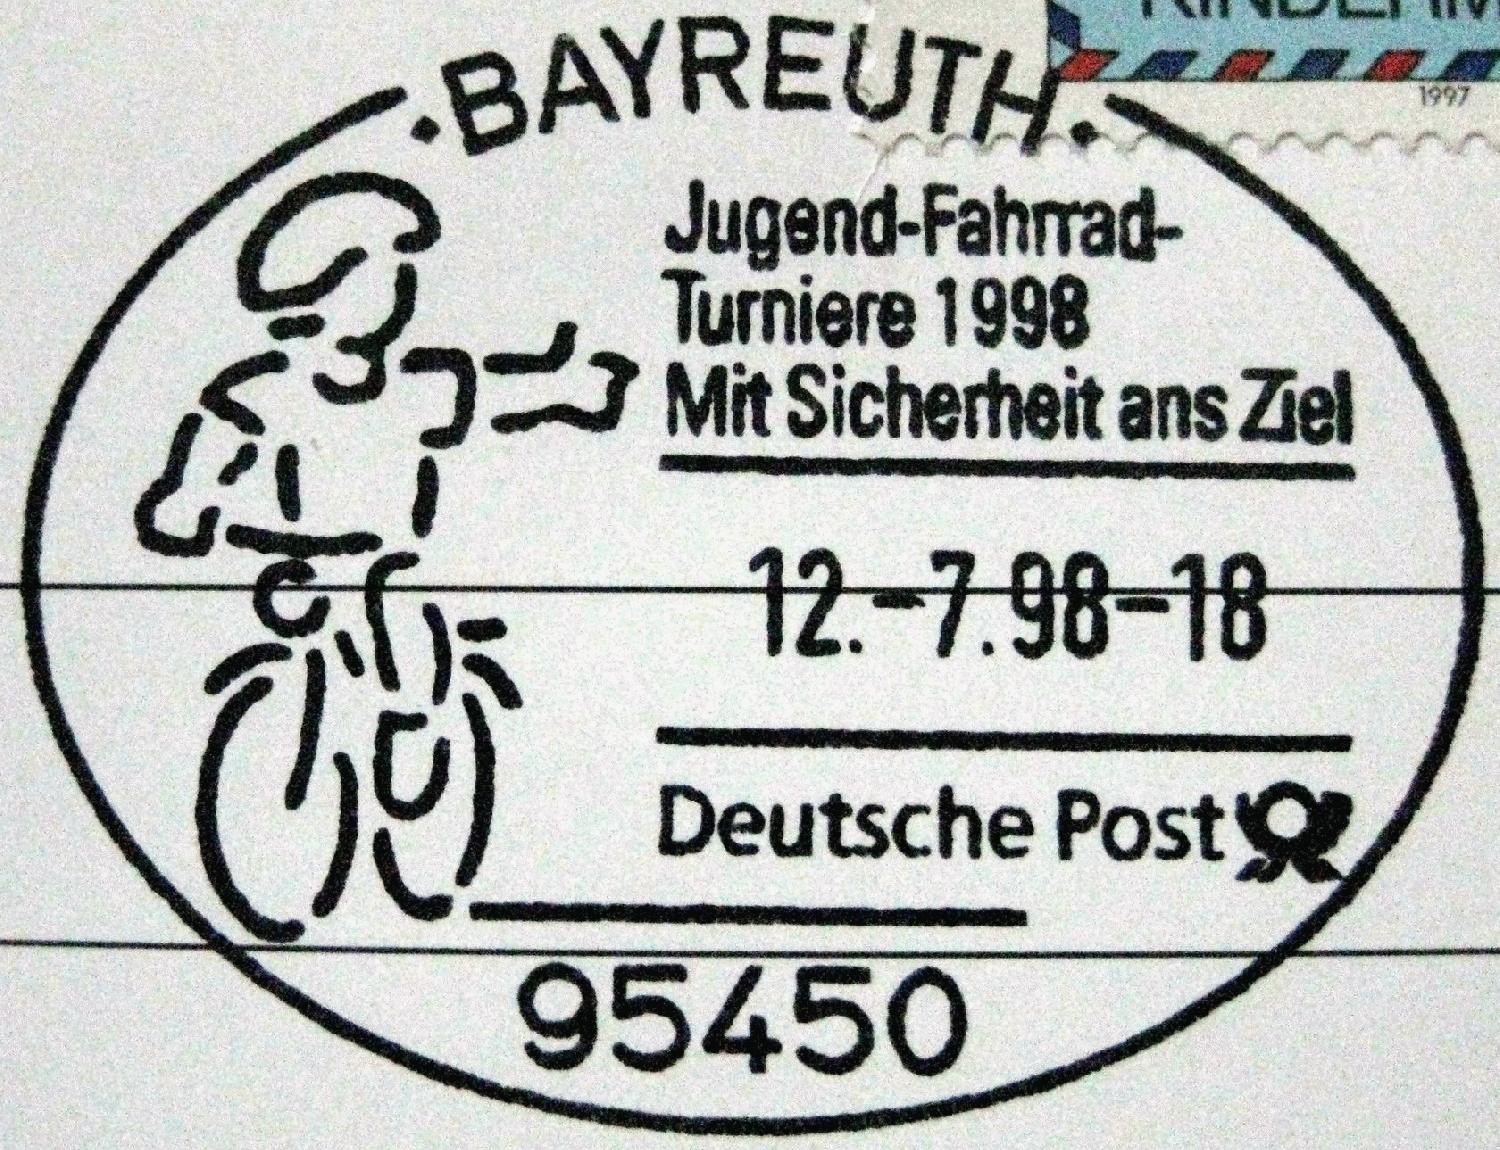 1997
BAYREUTH
Jugend-Fahrrad-
Turniere 1998
Mit Sicherheit ans Ziel
12.-7.98-18
Deutsche Post
95450